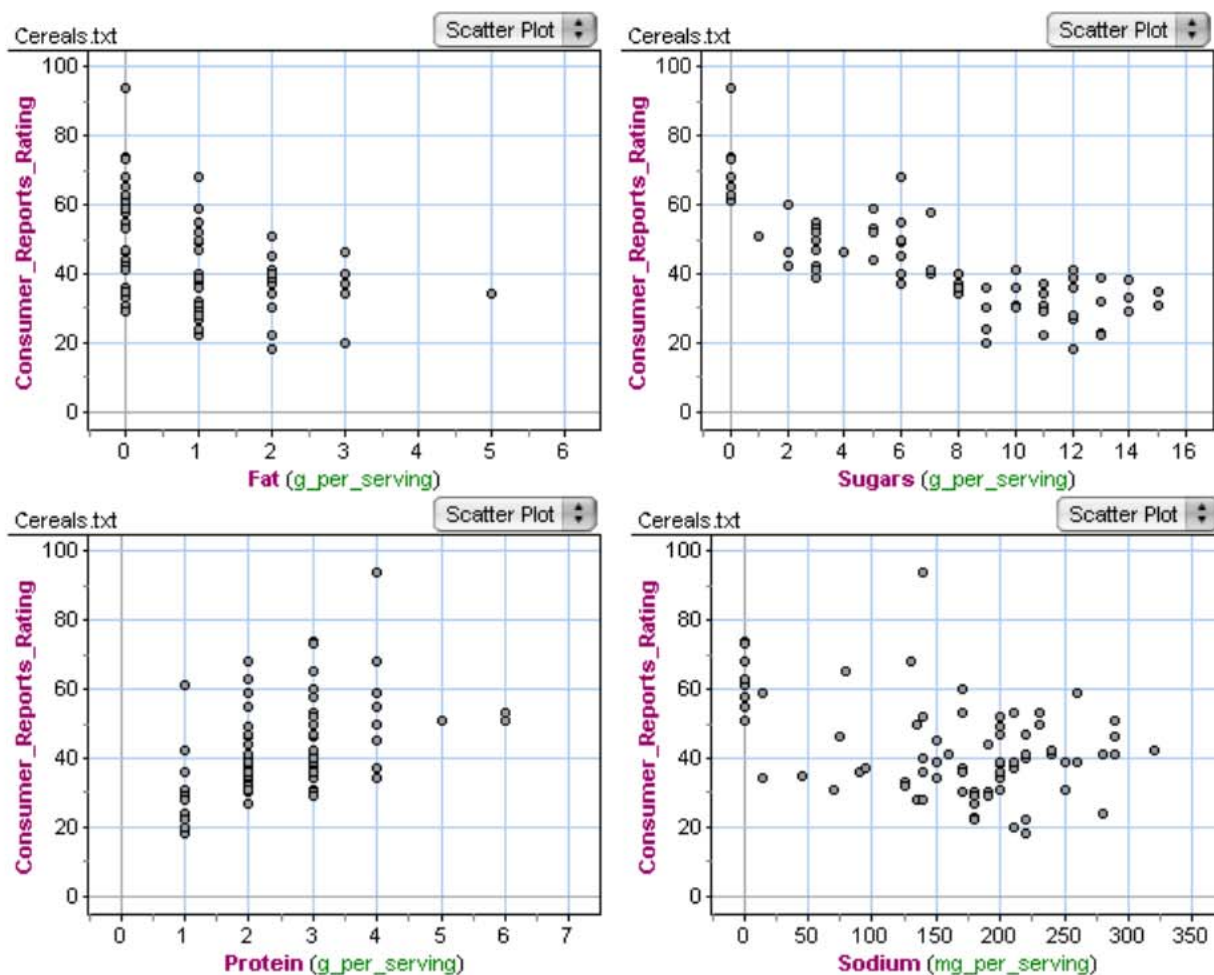 Cereals.txt
Scatter Plot
Consumer_Reports_Rating
100
80
60
40
20
0
0 1 2 3 4 5 6
Fat (g_per_serving)
Cereals.txt
Scatter Plot
Consumer_Reports_Rating
100
80
60
40
20
0
0 2 4 6 8 10 12 14 16
Sugars (g_per_serving)
Cereals.txt
Scatter Plot
Consumer_Reports_Rating
100
80
60
40
20
0
0 1 2 3 4 5 6 7
Protein (g_per_serving)
Cereals.txt
Scatter Plot
Consumer_Reports_Rating
100
80
60
40
20
0
0 50 100 150 200 250 300 350
Sodium (mg_per_serving)